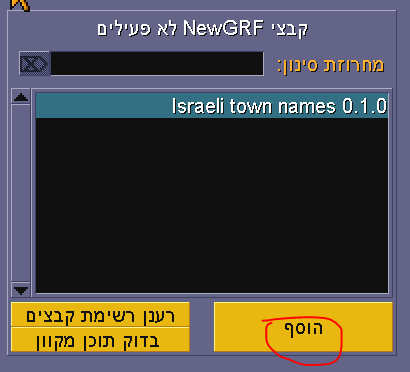 קבצי NewGRF לא פעילים
מחרוזת סינון:
Israeli town names 0.1.0
רענן רשימת קבצים
בדוק תוכן מקוון
הוסף